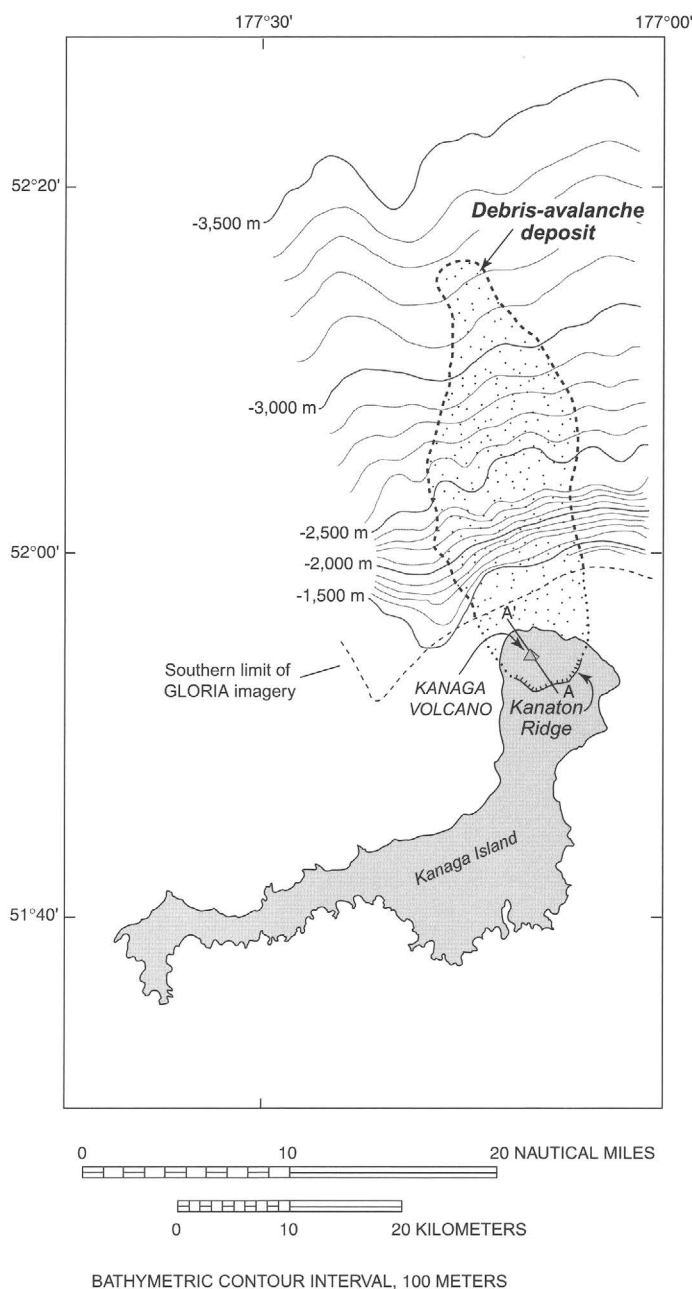 177°30'
177°00'
52°20'
-3,500 m
Debris-avalanche
deposit
-3,000 m
-2,500 m
52°00'
-2,000 m
-1,500 m
A'
Southern limit of
GLORIA imagery
KANAGA
VOLCANO
A
Kanaton
Ridge
Kanaga Island
51°40'
0 10 20 NAUTICAL MILES
0 10 20 KILOMETERS
BATHYMETRIC CONTOUR INTERVAL, 100 METERS